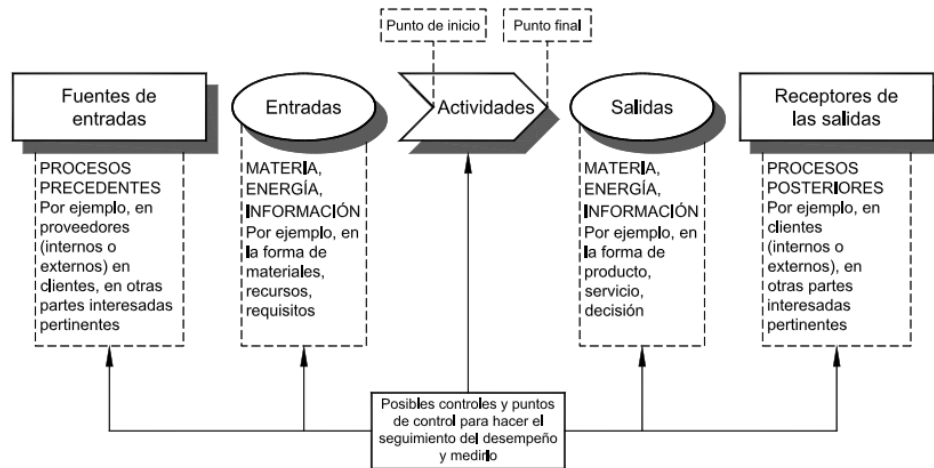 Punto de inicio
Punto final
Fuentes de
entradas
Entradas
Actividades
Salidas
Receptores de
las salidas
PROCESOS
PRECEDENTES
Por ejemplo, en
proveedores
(internos o
externos) en
clientes, en otras
partes interesadas
pertinentes
MATERIA,
ENERGÍA,
INFORMACIÓN
Por ejemplo, en
la forma de
materiales,
recursos,
requisitos
MATERIA,
ENERGÍA,
INFORMACIÓN
Por ejemplo, en
la forma de
producto,
servicio,
decisión
PROCESOS
POSTERIORES
Por ejemplo, en
clientes
(internos o
externos), en
otras partes
interesadas
pertinentes
Posibles controles y puntos
de control para hacer el
seguimiento del desempeño
y medirlo